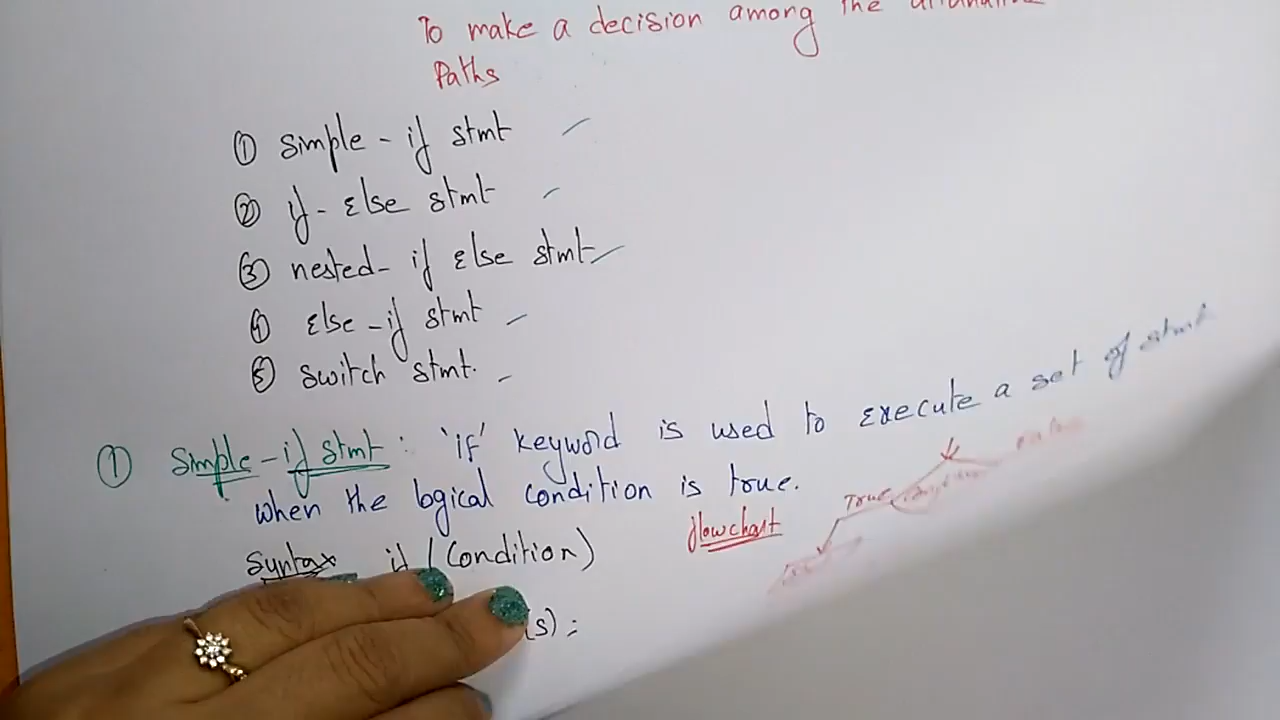 To make a decision among the
Paths
① simple - if stmt
② if - Else stmt
③ nested - if Else stmt
④ Else - if stmt
⑤ switch stmt.
① Simple - if stmt : 'if' keyword is used to Execute a set of stmt
when the logical condition is true.
Syntax if (Condition)
flowchart
True
(s) ;